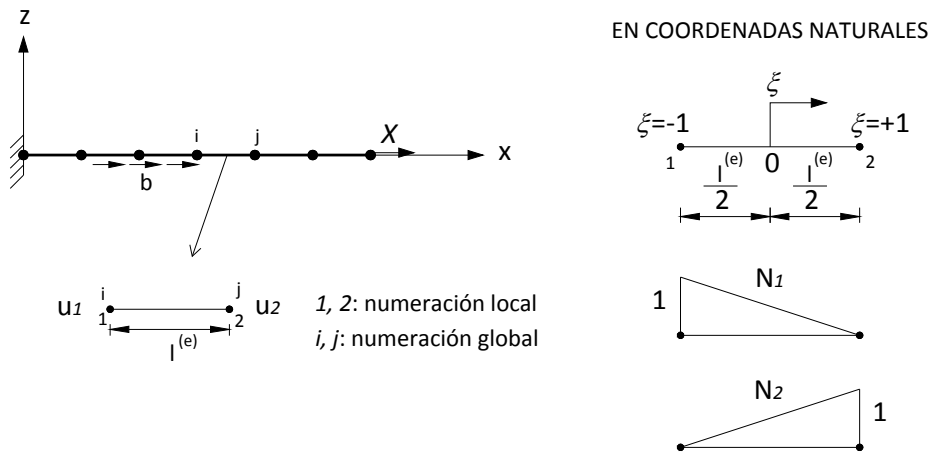 z
i
j
X
x
b
u1
i
1
j
2
u2
l(e)
1, 2: numeración local
i, j: numeración global
EN COORDENADAS NATURALES
ξ
ξ=-1
ξ=+1
1
0
2
l(e)
2
l(e)
2
N1
1
N2
1